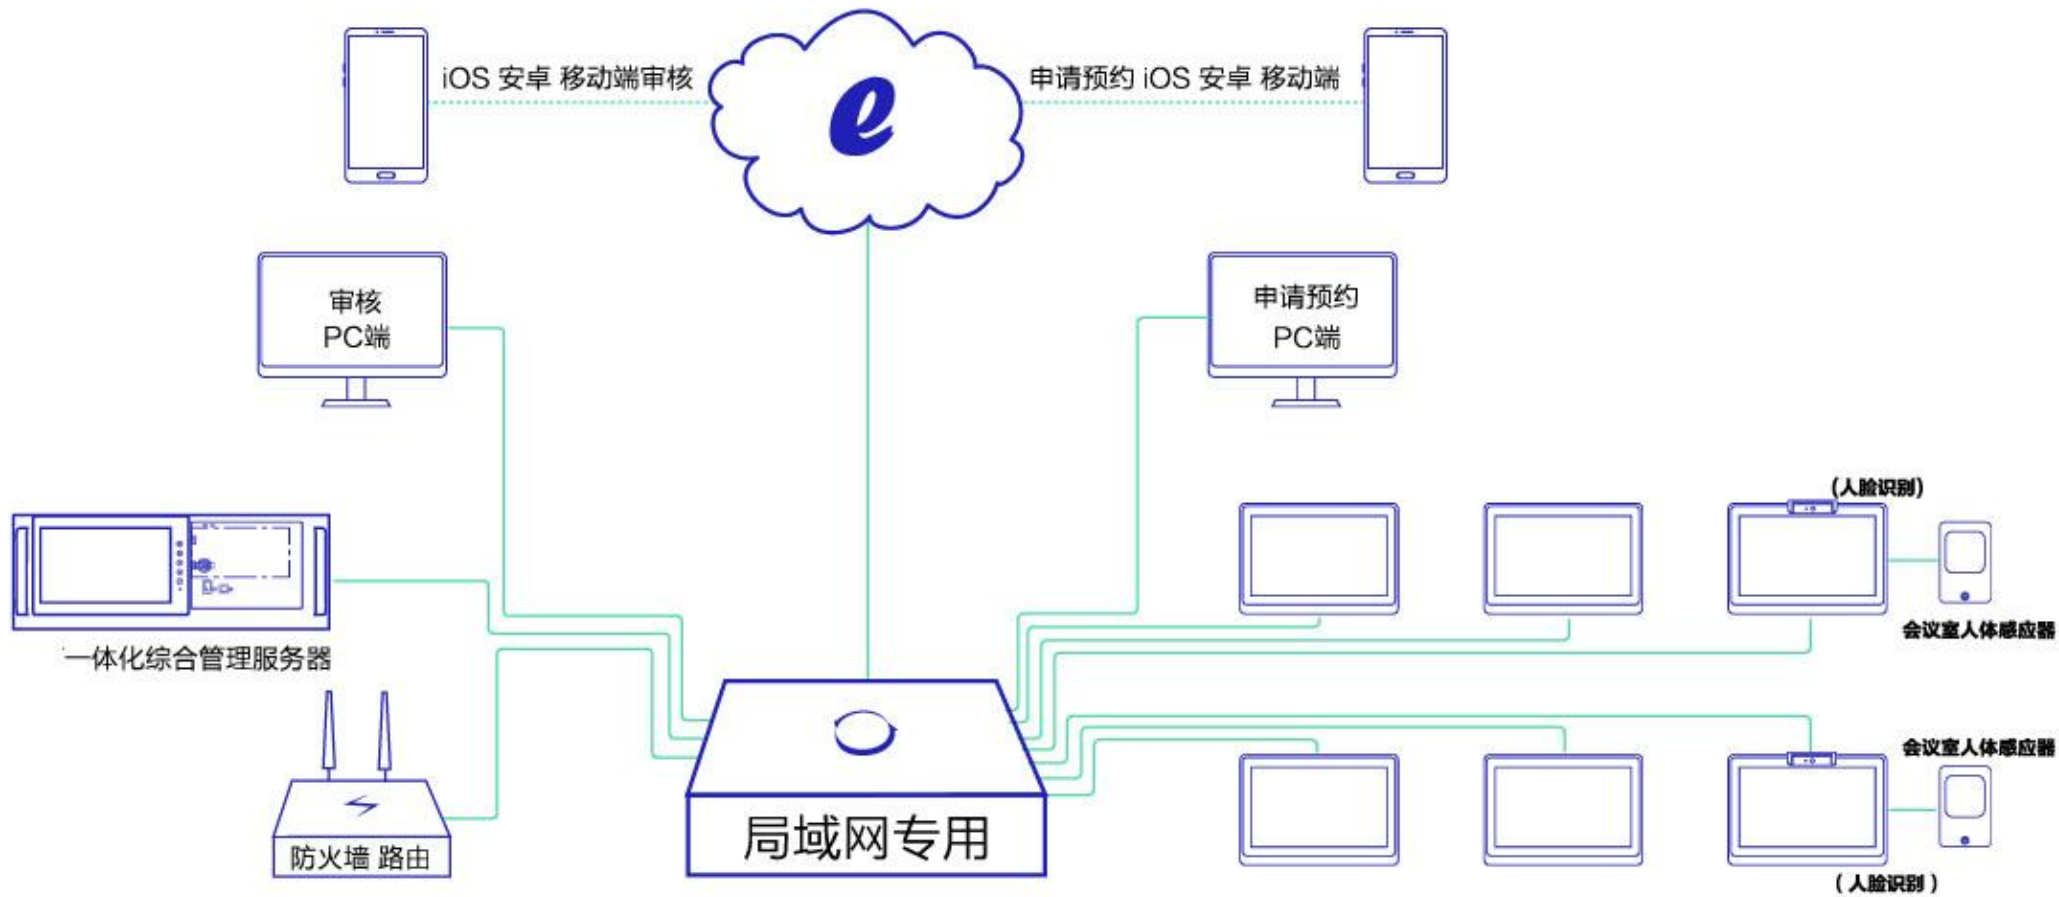 iOS 安卓 移动端审核
e
申请预约 iOS 安卓 移动端
审核
PC端
申请预约
PC端
(人脸识别)
会议室人体感应器
一体化综合管理服务器
会议室人体感应器
防火墙 路由
局域网专用
( 人脸识别 )